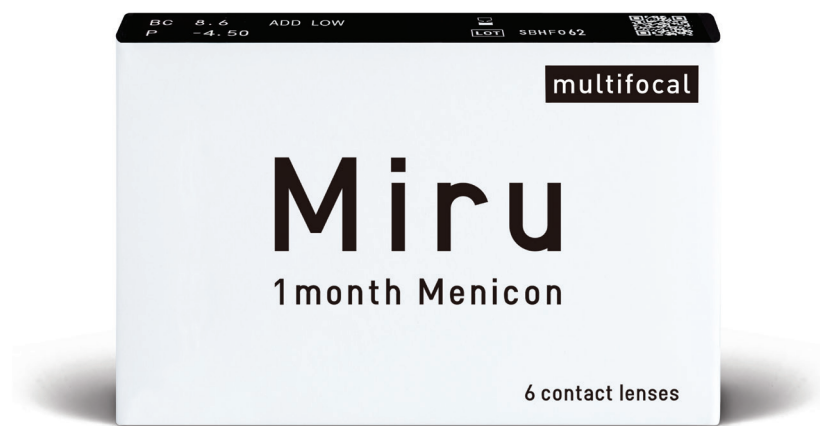 BC 8.6 ADD LOW
P -4.50 LOT SBHF062
multifocal
Miru
1month Menicon
6 contact lenses